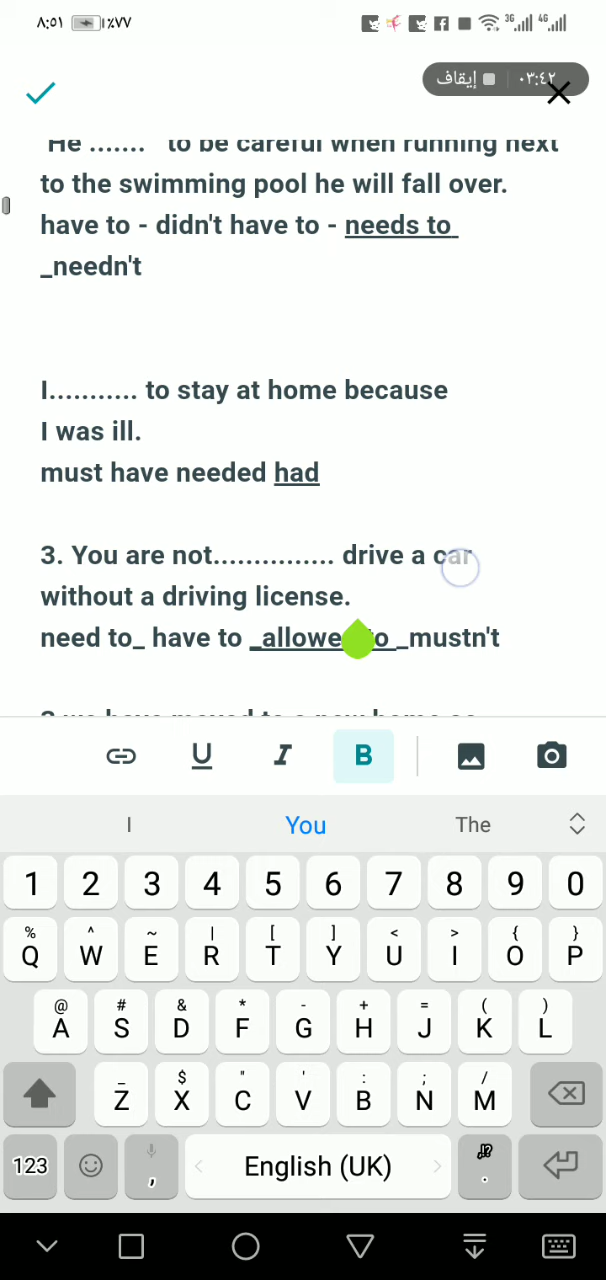 ٨:٥١ ٪٧٧ 3G 4G
إيقاف ٠٣:٤٢
He ....... to be careful when running next
to the swimming pool he will fall over.
have to - didn't have to - needs to
_needn't
I........... to stay at home because
I was ill.
must have needed had
3. You are not............... drive a car
without a driving license.
need to_ have to _allowed to _mustn't
U I B
I You The
1 2 3 4 5 6 7 8 9 0
% ^ ~ | [ ] < > { }
Q W E R T Y U I O P
@ # & * - + = ( )
A S D F G H J K L
_ $ " ' : ; /
Z X C V B N M
123 , English (UK) .